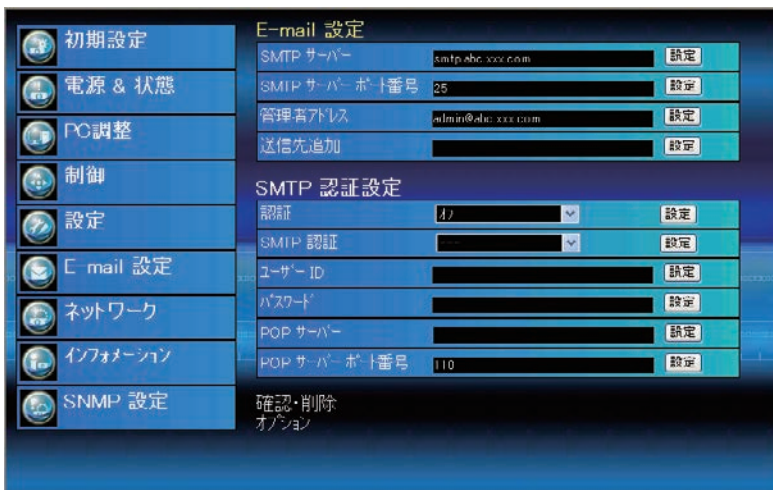 初期設定
電源 & 状態
PC調整
制御
設定
E-mail 設定
ネットワーク
インフォメーション
SNMP 設定
E-mail 設定
SMTP サーバー smtp.abc.xxx.com 設定
SMTP サーバー ポート番号 25 設定
管理者アドレス admin@abc.xxx.com 設定
送信先追加 設定
SMTP 認証設定
認証 オフ 設定
SMTP 認証 --- 設定
ユーザー ID 設定
パスワード 設定
POP サーバー 設定
POP サーバー ポート番号 110 設定
確認・削除
オプション